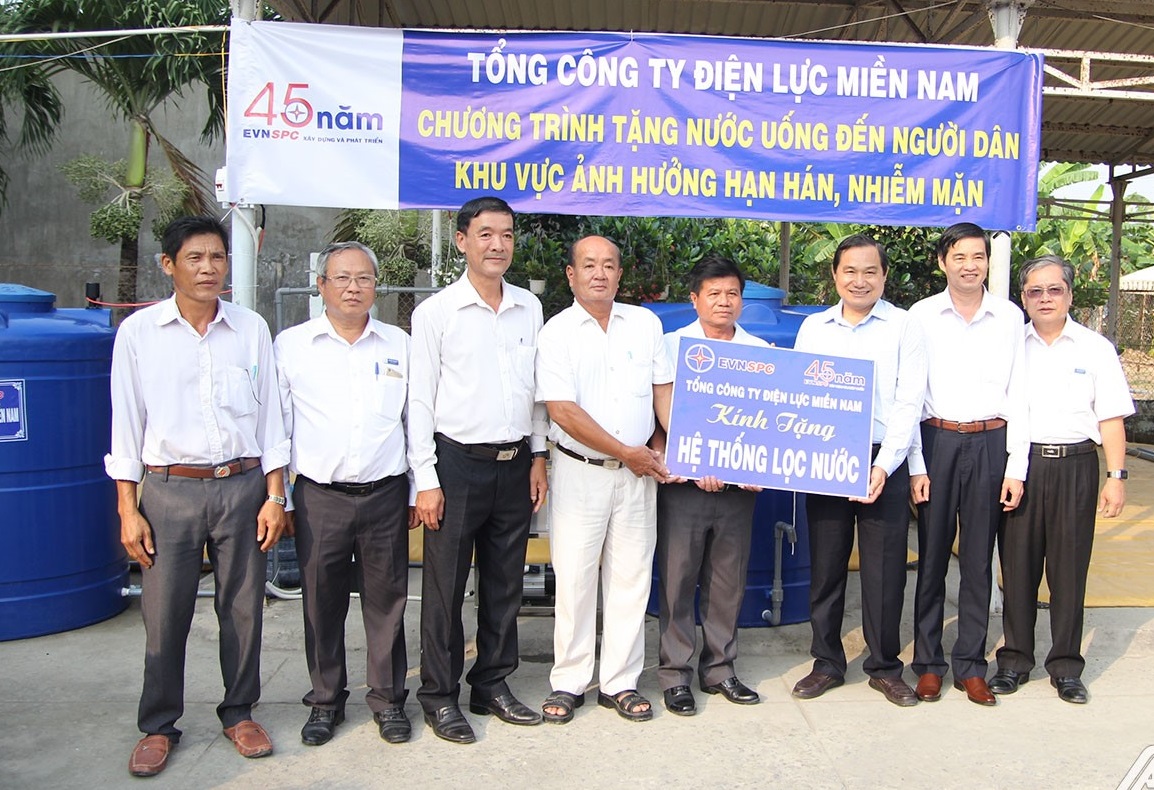 TỔNG CÔNG TY ĐIỆN LỰC MIỀN NAM
45 năm
EVNSPC XÂY DỰNG VÀ PHÁT TRIỂN
CHƯƠNG TRÌNH TẶNG NƯỚC UỐNG ĐẾN NGƯỜI DÂN
KHU VỰC ẢNH HƯỞNG HẠN HÁN, NHIỄM MẶN
EVNSPC
45 năm
TỔNG CÔNG TY ĐIỆN LỰC MIỀN NAM
Kính Tặng
HỆ THỐNG LỌC NƯỚC
NAM